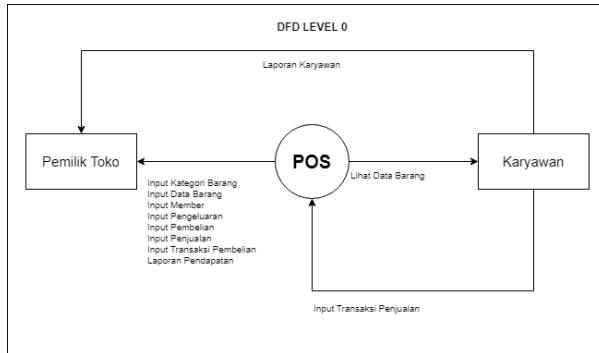 DFD LEVEL 0
Laporan Karyawan
Pemilik Toko
POS
Karyawan
Lihat Data Barang
Input Kategori Barang
Input Data Barang
Input Member
Input Pengeluaran
Input Pembelian
Input Penjualan
Input Transaksi Pembelian
Laporan Pendapatan
Input Transaksi Penjualan